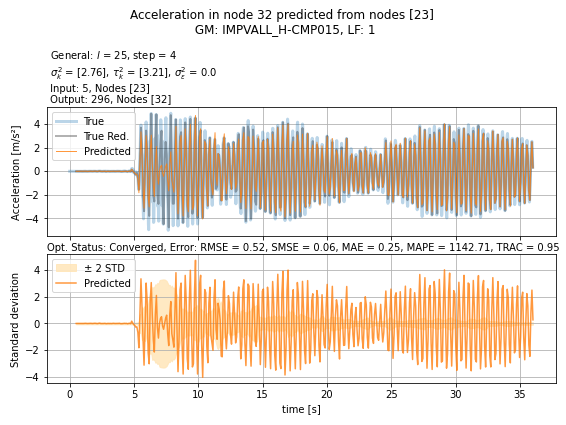 Acceleration in node 32 predicted from nodes [23]
GM: IMPVALL_H-CMP015, LF: 1
General: l = 25, step = 4
σ²ₖ = [2.76], τ²ₖ = [3.21], σ²ε = 0.0
Input: 5, Nodes [23]
Output: 296, Nodes [32]
True
True Red.
Predicted
Acceleration [m/s²]
4
2
0
−2
−4
Opt. Status: Converged, Error: RMSE = 0.52, SMSE = 0.06, MAE = 0.25, MAPE = 1142.71, TRAC = 0.95
± 2 STD
Predicted
Standard deviation
4
2
0
−2
−4
0 5 10 15 20 25 30 35
time [s]